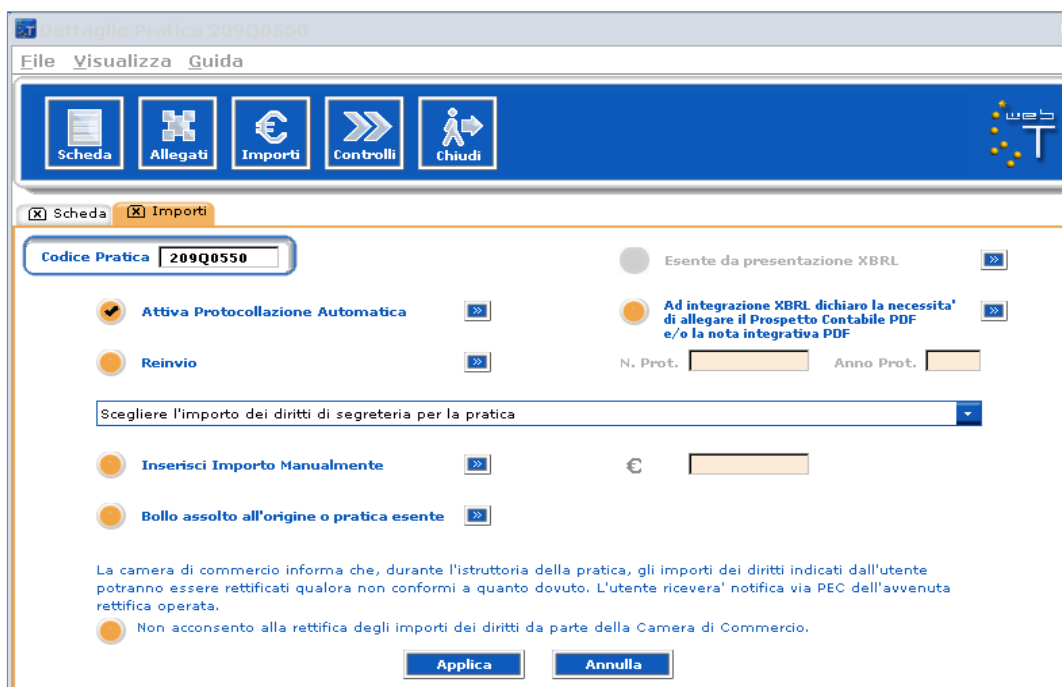 Dettaglio Pratica 209Q0550
File Visualizza Guida
Scheda Allegati Importi Controlli Chiudi
web
T
Scheda Importi
Codice Pratica 209Q0550
Esente da presentazione XBRL
Attiva Protocollazione Automatica
Ad integrazione XBRL dichiaro la necessita'
di allegare il Prospetto Contabile PDF
e/o la nota integrativa PDF
Reinvio
N. Prot. Anno Prot.
Scegliere l'importo dei diritti di segreteria per la pratica
Inserisci Importo Manualmente
€
Bollo assolto all'origine o pratica esente
La camera di commercio informa che, durante l'istruttoria della pratica, gli importi dei diritti indicati dall'utente
potranno essere rettificati qualora non conformi a quanto dovuto. L'utente ricevera' notifica via PEC dell'avvenuta
rettifica operata.
Non acconsento alla rettifica degli importi dei diritti da parte della Camera di Commercio.
Applica Annulla